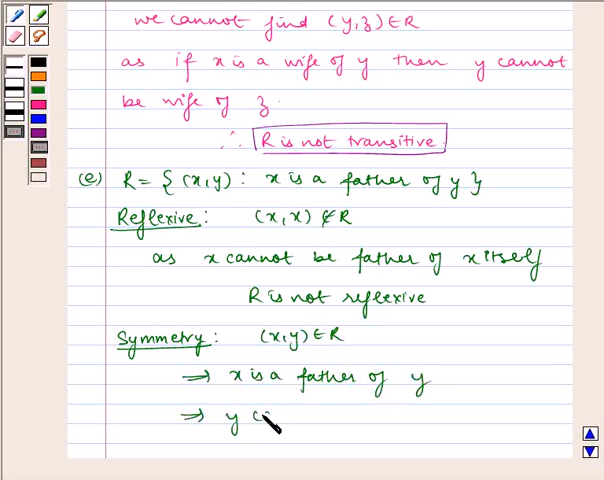 we cannot find (y,z) ∈ R
as if x is a wife of y then y cannot
be wife of z.
∴ R is not transitive.
(e) R = { (x,y) : x is a father of y }
Reflexive : (x,x) ∉ R
as x cannot be father of x itself
R is not reflexive
Symmetry : (x,y) ∈ R
⇒ x is a father of y
⇒ y